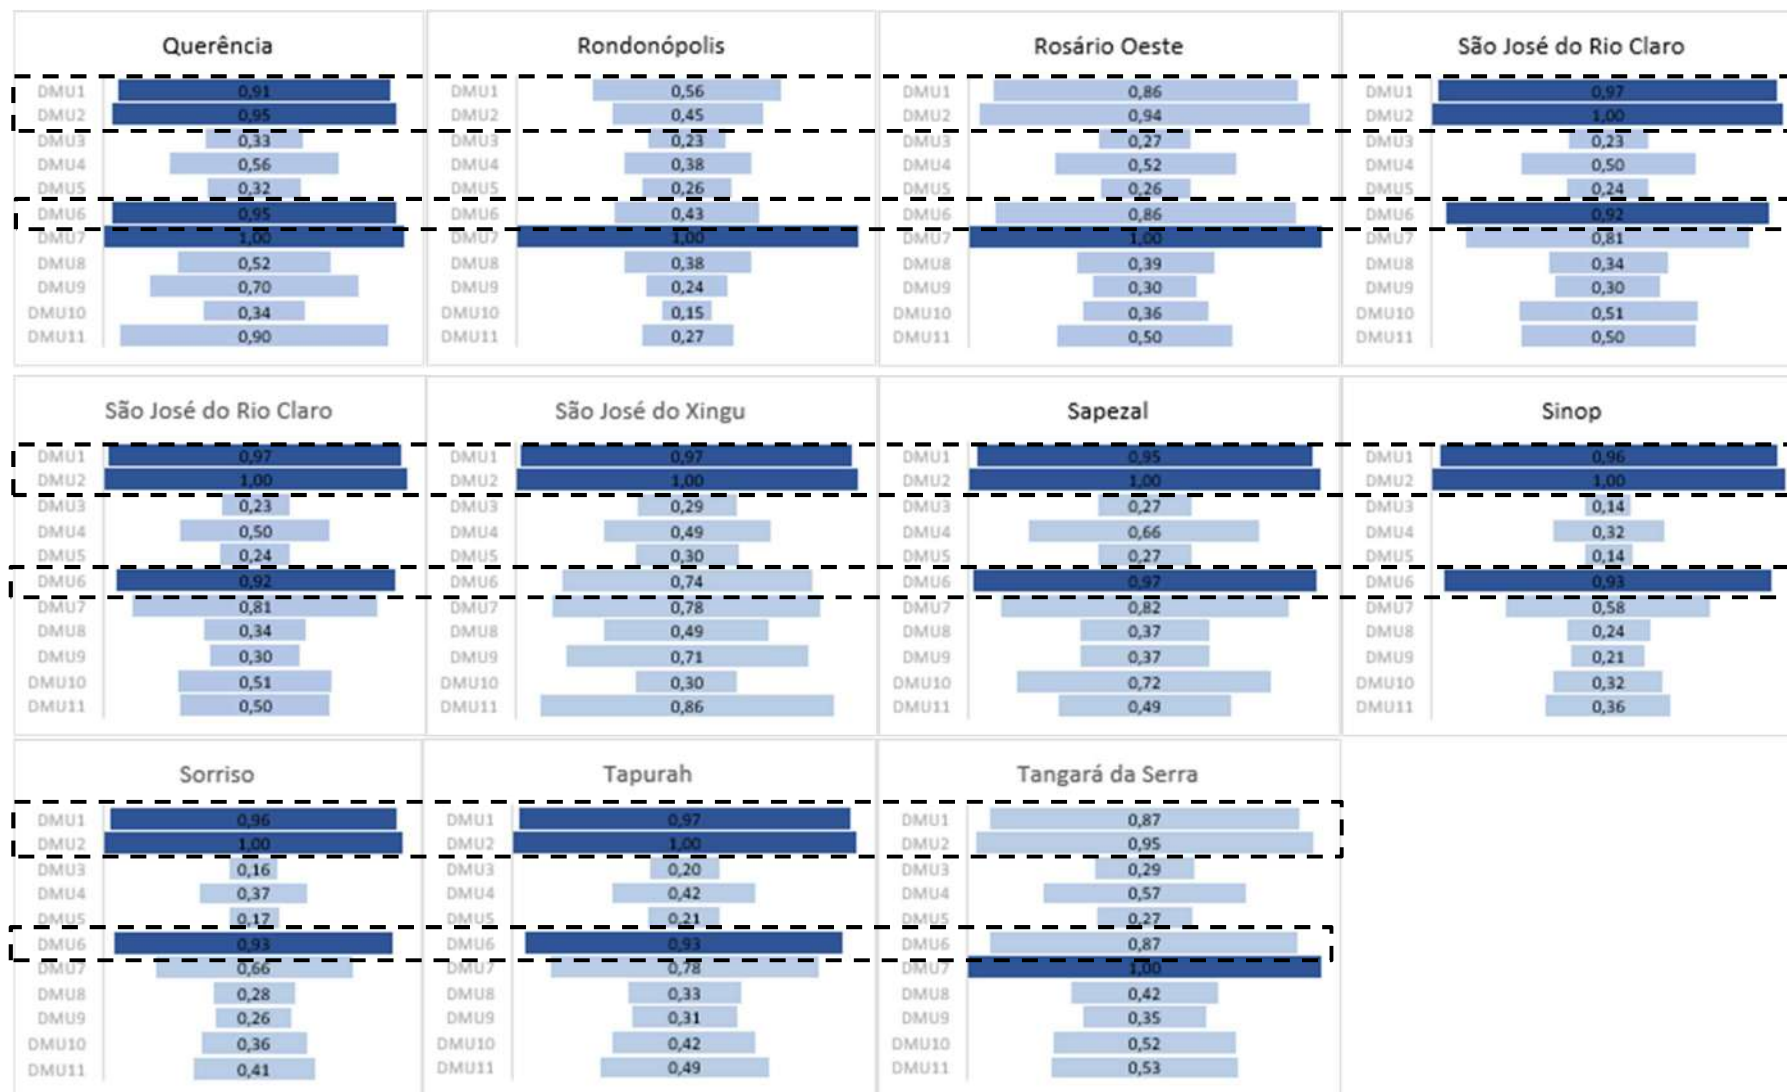 Querência
DMU1 0,91
DMU2 0,95
DMU3 0,33
DMU4 0,56
DMU5 0,32
DMU6 0,95
DMU7 1,00
DMU8 0,52
DMU9 0,70
DMU10 0,34
DMU11 0,90
Rondonópolis
DMU1 0,56
DMU2 0,45
DMU3 0,23
DMU4 0,38
DMU5 0,26
DMU6 0,43
DMU7 1,00
DMU8 0,38
DMU9 0,24
DMU10 0,15
DMU11 0,27
Rosário Oeste
DMU1 0,86
DMU2 0,94
DMU3 0,27
DMU4 0,52
DMU5 0,26
DMU6 0,86
DMU7 1,00
DMU8 0,39
DMU9 0,30
DMU10 0,36
DMU11 0,50
São José do Rio Claro
DMU1 0,97
DMU2 1,00
DMU3 0,23
DMU4 0,50
DMU5 0,24
DMU6 0,92
DMU7 0,81
DMU8 0,34
DMU9 0,30
DMU10 0,51
DMU11 0,50
São José do Rio Claro
DMU1 0,97
DMU2 1,00
DMU3 0,23
DMU4 0,50
DMU5 0,24
DMU6 0,92
DMU7 0,81
DMU8 0,34
DMU9 0,30
DMU10 0,51
DMU11 0,50
São José do Xingu
DMU1 0,97
DMU2 1,00
DMU3 0,29
DMU4 0,49
DMU5 0,30
DMU6 0,74
DMU7 0,78
DMU8 0,49
DMU9 0,71
DMU10 0,30
DMU11 0,86
Sapezal
DMU1 0,95
DMU2 1,00
DMU3 0,27
DMU4 0,66
DMU5 0,27
DMU6 0,97
DMU7 0,82
DMU8 0,37
DMU9 0,37
DMU10 0,72
DMU11 0,49
Sinop
DMU1 0,96
DMU2 1,00
DMU3 0,14
DMU4 0,32
DMU5 0,14
DMU6 0,93
DMU7 0,58
DMU8 0,24
DMU9 0,21
DMU10 0,32
DMU11 0,36
Sorriso
DMU1 0,96
DMU2 1,00
DMU3 0,16
DMU4 0,37
DMU5 0,17
DMU6 0,93
DMU7 0,66
DMU8 0,28
DMU9 0,26
DMU10 0,36
DMU11 0,41
Tapurah
DMU1 0,97
DMU2 1,00
DMU3 0,20
DMU4 0,42
DMU5 0,21
DMU6 0,93
DMU7 0,78
DMU8 0,33
DMU9 0,31
DMU10 0,42
DMU11 0,49
Tangará da Serra
DMU1 0,87
DMU2 0,95
DMU3 0,29
DMU4 0,57
DMU5 0,27
DMU6 0,87
DMU7 1,00
DMU8 0,42
DMU9 0,35
DMU10 0,52
DMU11 0,53